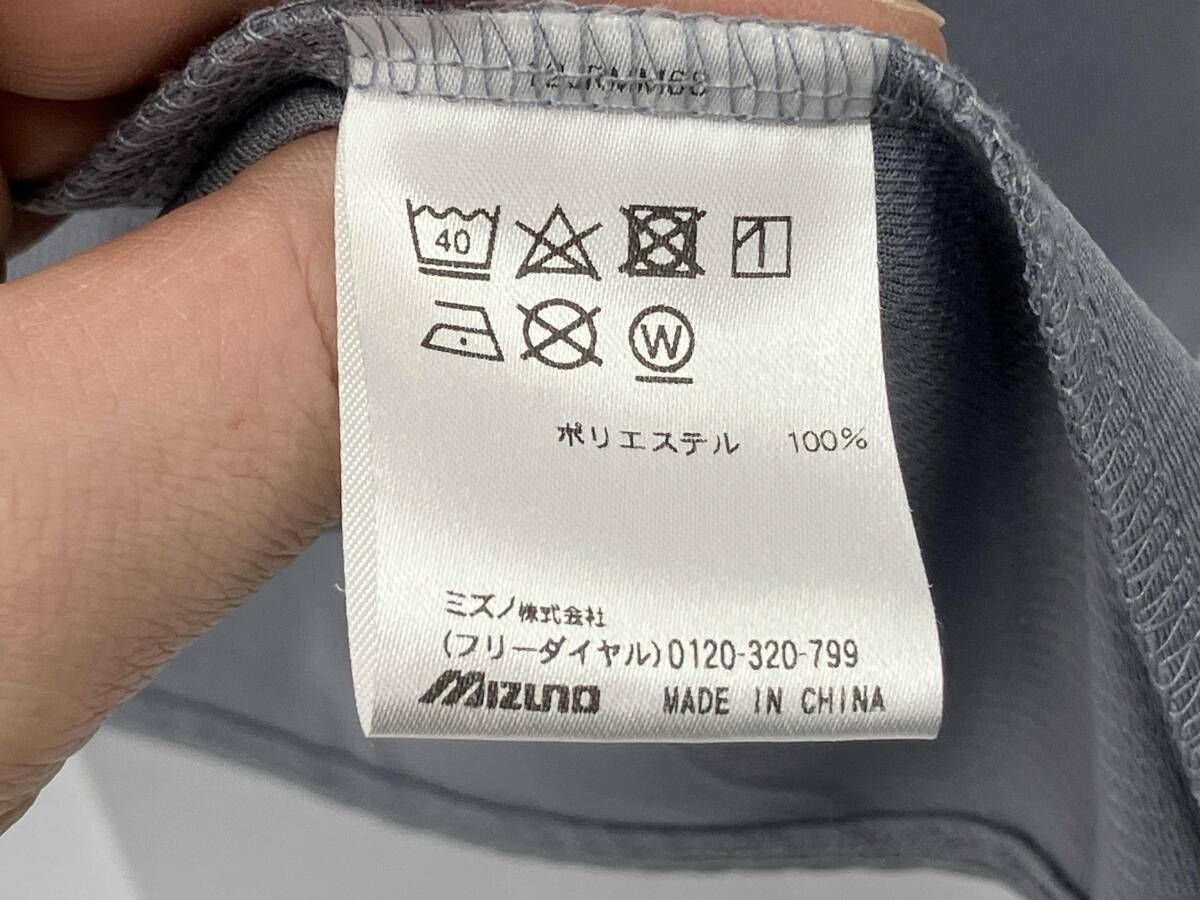 40
W
ポリエステル 100%
ミズノ株式会社
(フリーダイヤル)0120-320-799
MIZUNO MADE IN CHINA